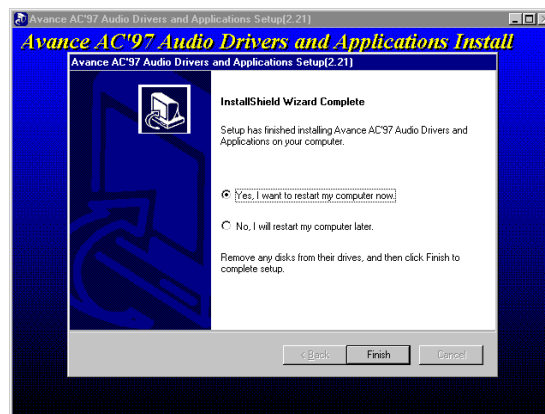 Avance AC'97 Audio Drivers and Applications Setup(2.21)
Avance AC'97 Audio Drivers and Applications Install
Avance AC'97 Audio Drivers and Applications Setup(2.21)
InstallShield Wizard Complete
Setup has finished installing Avance AC'97 Audio Drivers and
Applications on your computer.
Yes, I want to restart my computer now.
No, I will restart my computer later.
Remove any disks from their drives, and then click Finish to
complete setup.
< Back Finish Cancel